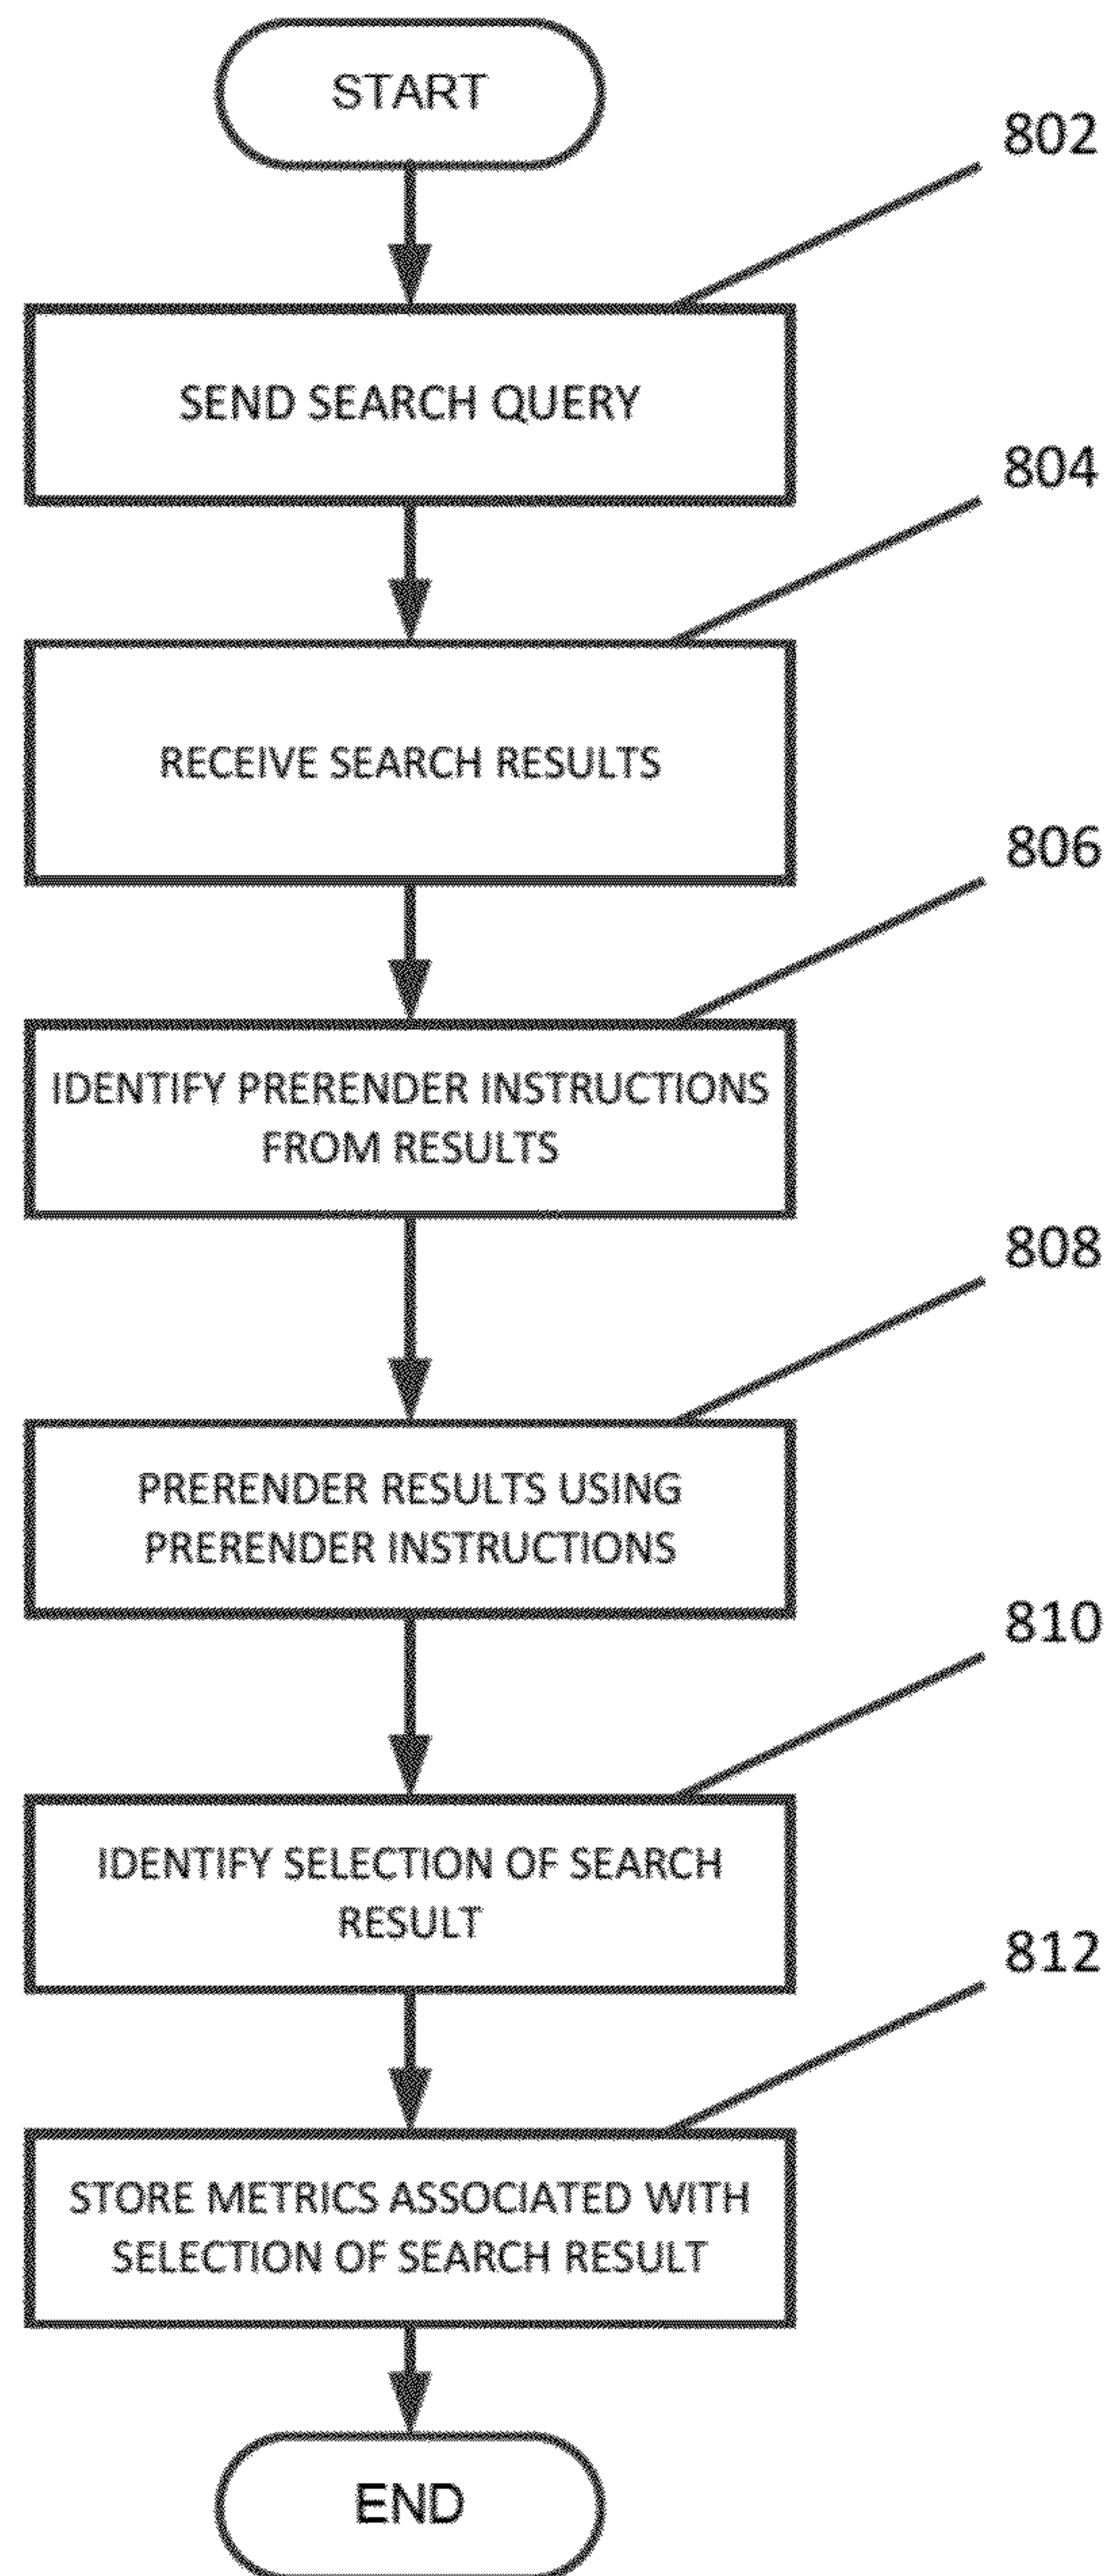 START
802
SEND SEARCH QUERY
804
RECEIVE SEARCH RESULTS
806
IDENTIFY PRERENDER INSTRUCTIONS
FROM RESULTS
808
PRERENDER RESULTS USING
PRERENDER INSTRUCTIONS
810
IDENTIFY SELECTION OF SEARCH
RESULT
812
STORE METRICS ASSOCIATED WITH
SELECTION OF SEARCH RESULT
END